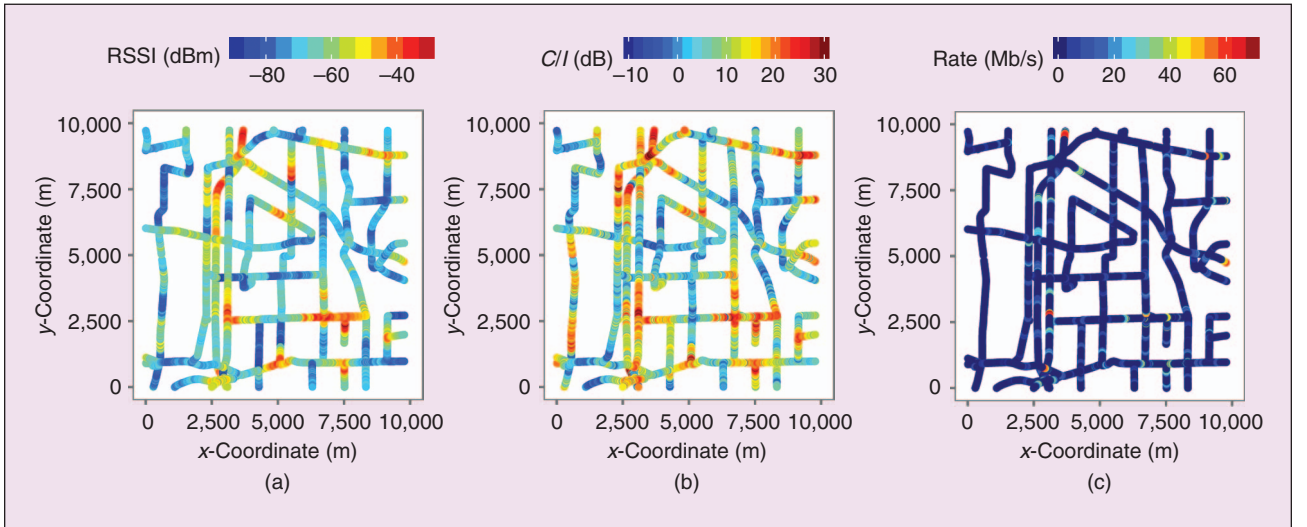 RSSI (dBm)
–80 –60 –40
10,000
7,500
5,000
2,500
0
y-Coordinate (m)
0 2,500 5,000 7,500 10,000
x-Coordinate (m)
(a)
C/I (dB)
–10 0 10 20 30
10,000
7,500
5,000
2,500
0
y-Coordinate (m)
0 2,500 5,000 7,500 10,000
x-Coordinate (m)
(b)
Rate (Mb/s)
0 20 40 60
10,000
7,500
5,000
2,500
0
y-Coordinate (m)
0 2,500 5,000 7,500 10,000
x-Coordinate (m)
(c)